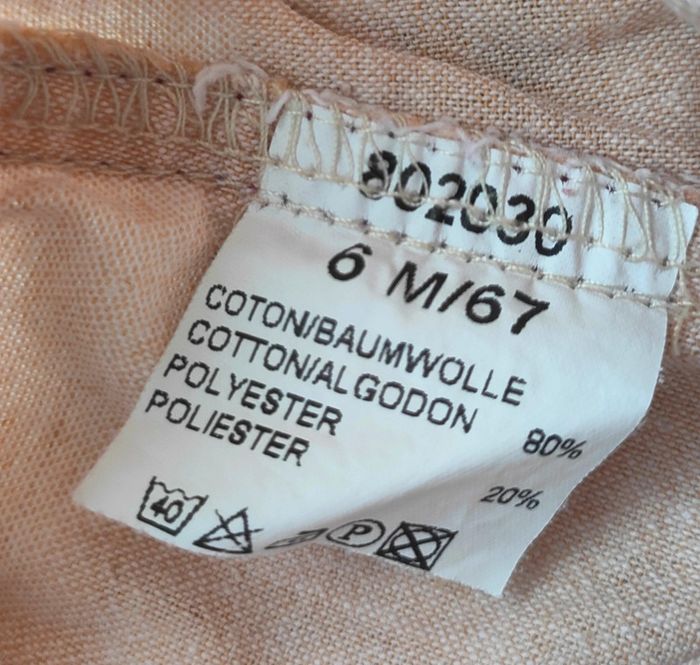 802030
6 M/67
COTON/BAUMWOLLE
COTTON/ALGODON 80%
POLYESTER
POLIESTER 20%
40 P